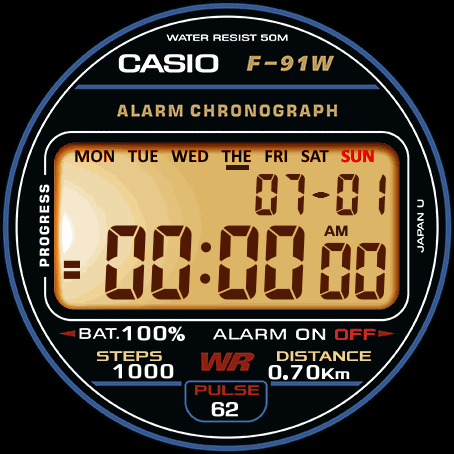 WATER RESIST 50M
CASIO F-91W
ALARM CHRONOGRAPH
MON TUE WED THE FRI SAT SUN
07-01
PROGRESS
JAPAN U
AM
00:00 00
BAT.100% ALARM ON OFF
STEPS WR DISTANCE
1000 0.70Km
PULSE
62